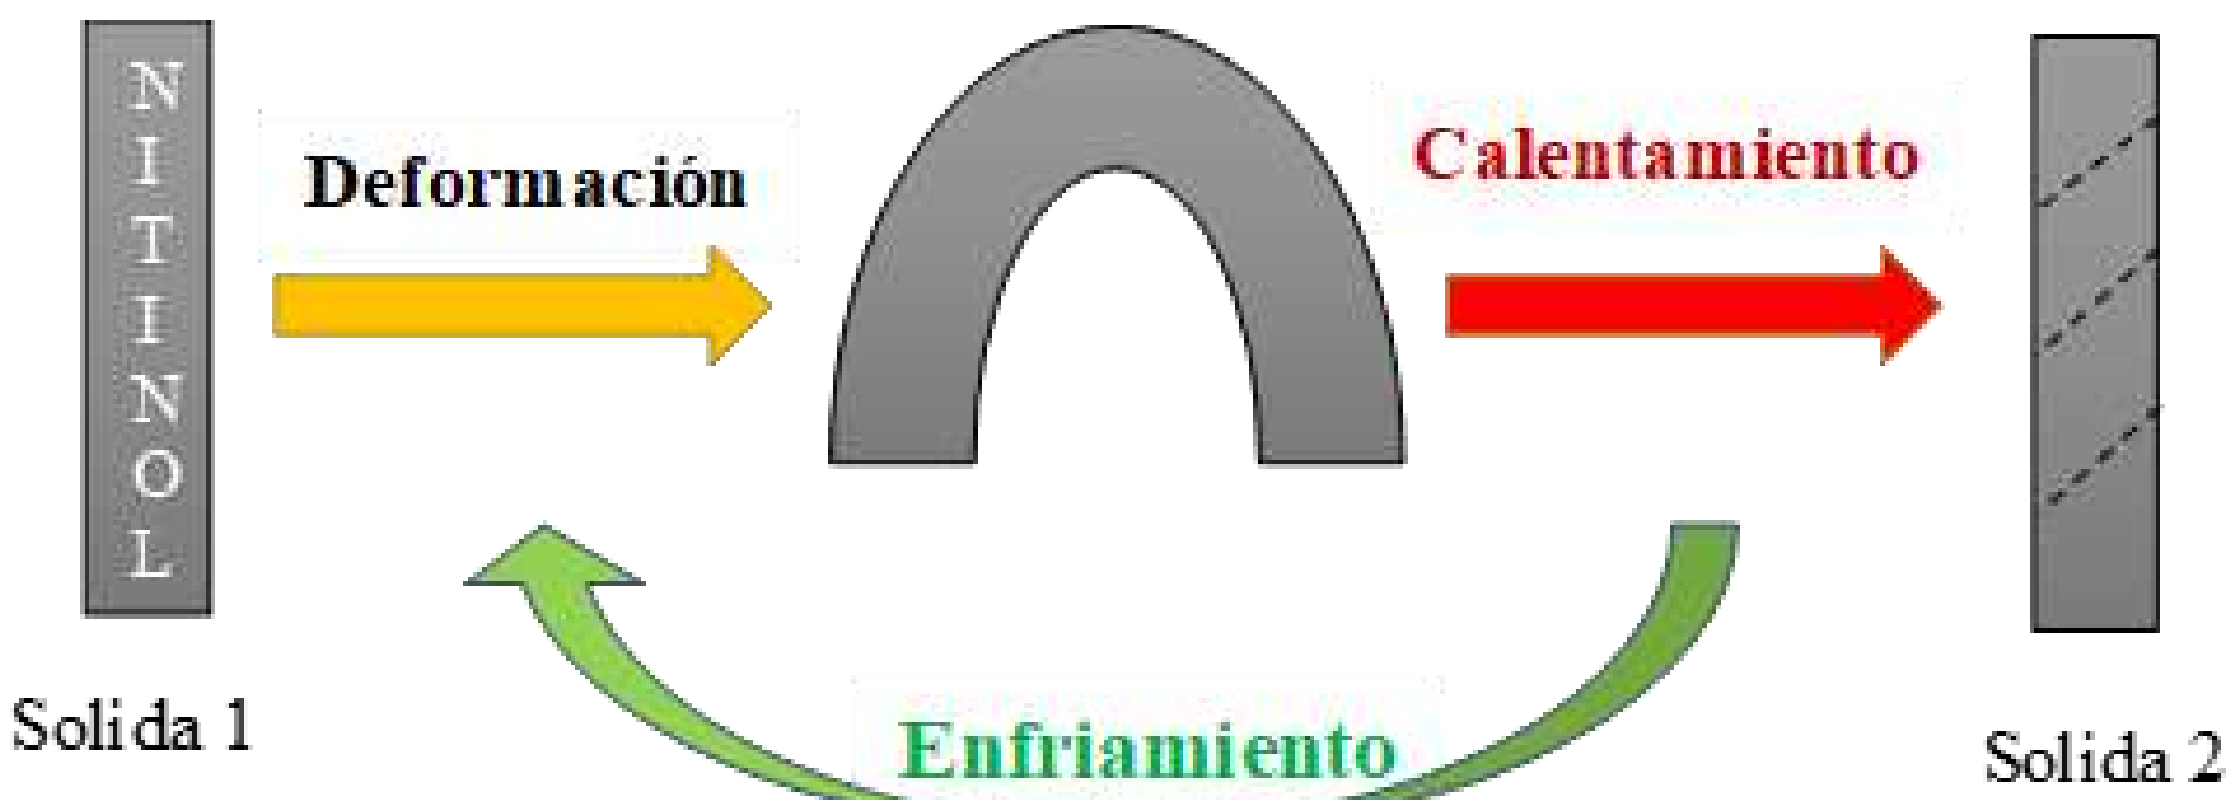 NITINOL
Deformación
Calentamiento
Enfriamiento
Solida 1
Solida 2